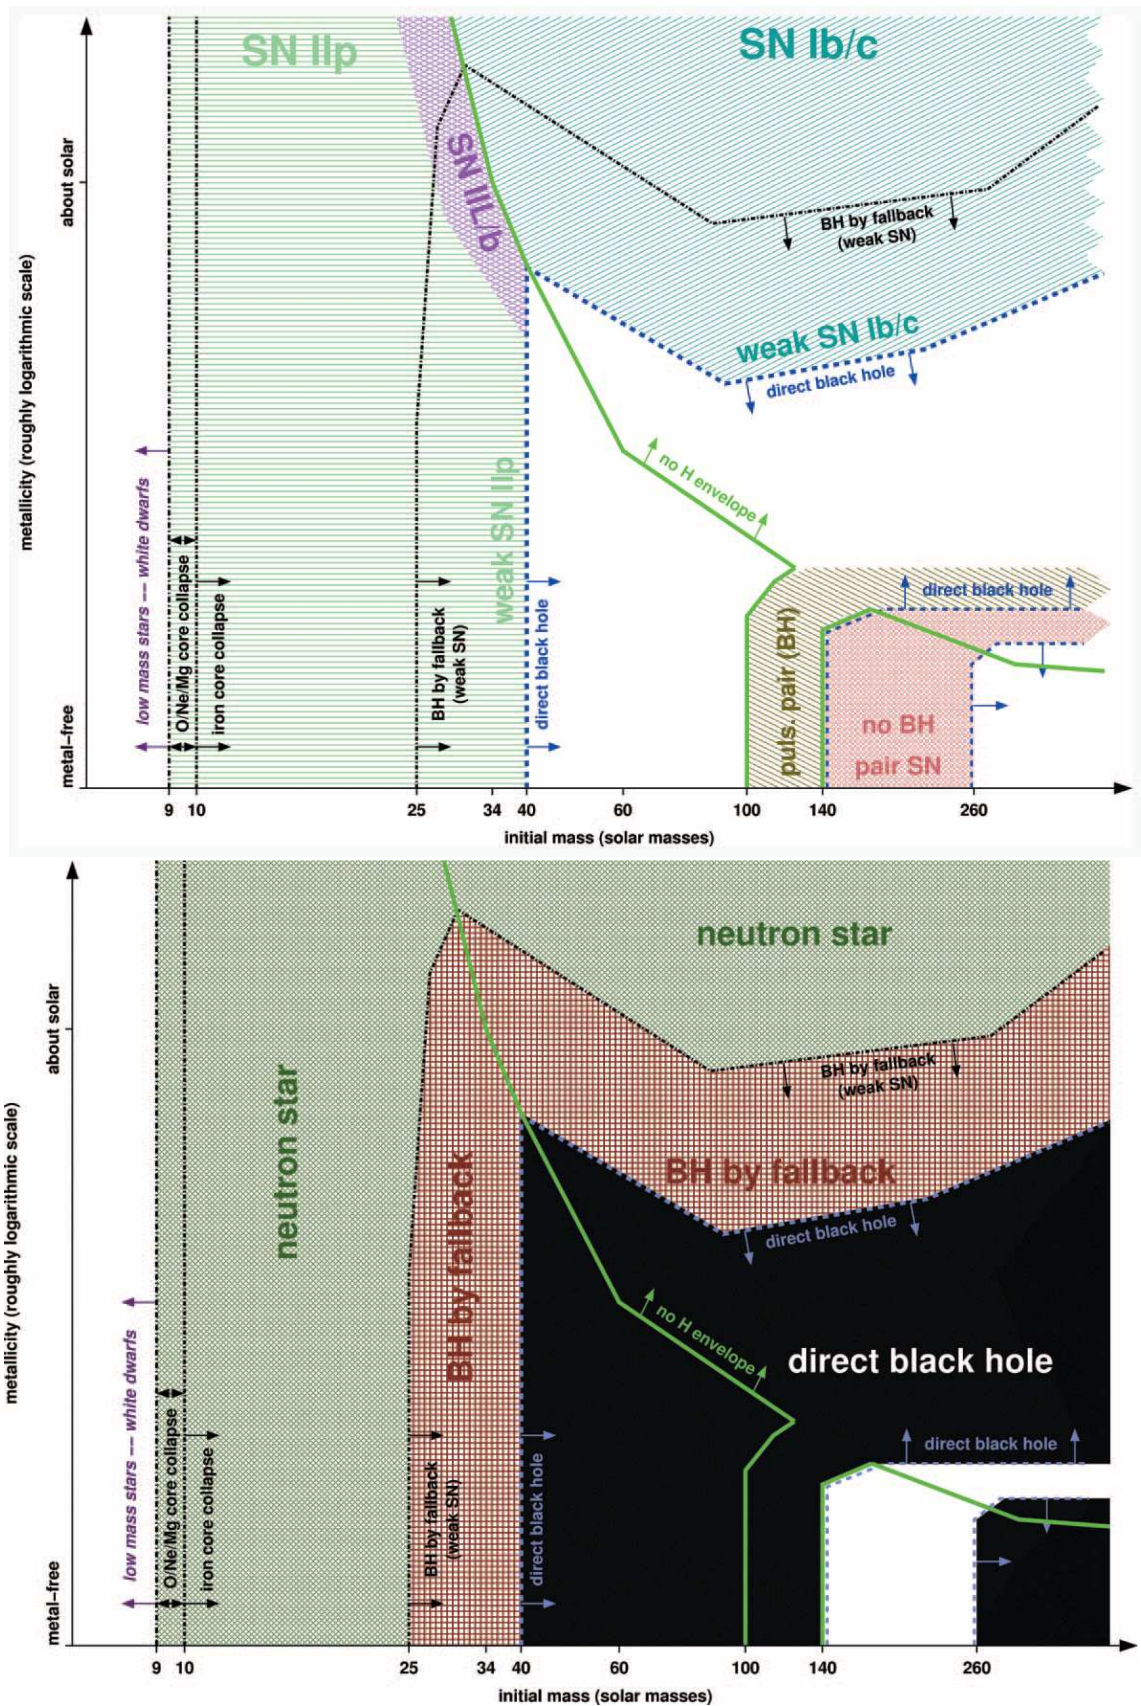 SN IIp
SN Ib/c
SN IIL/b
about solar
BH by fallback
(weak SN)
metallicity (roughly logarithmic scale)
weak SN Ib/c
direct black hole
no H envelope
weak SN IIp
low mass stars –– white dwarfs
O/Ne/Mg core collapse
iron core collapse
BH by fallback
(weak SN)
direct black hole
puls. pair (BH)
direct black hole
no BH
pair SN
metal–free
9 10 25 34 40 60 100 140 260
initial mass (solar masses)
neutron star
about solar
BH by fallback
(weak SN)
neutron star
metallicity (roughly logarithmic scale)
BH by fallback
BH by fallback
direct black hole
no H envelope
direct black hole
low mass stars –– white dwarfs
O/Ne/Mg core collapse
iron core collapse
BH by fallback
(weak SN)
direct black hole
direct black hole
metal–free
9 10 25 34 40 60 100 140 260
initial mass (solar masses)